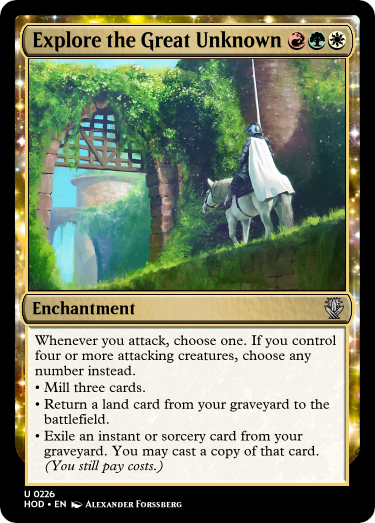 Explore the Great Unknown
Enchantment
Whenever you attack, choose one. If you control
four or more attacking creatures, choose any
number instead.
• Mill three cards.
• Return a land card from your graveyard to the
battlefield.
• Exile an instant or sorcery card from your
graveyard. You may cast a copy of that card.
(You still pay costs.)
U 0226
HOD • EN Alexander Forssberg